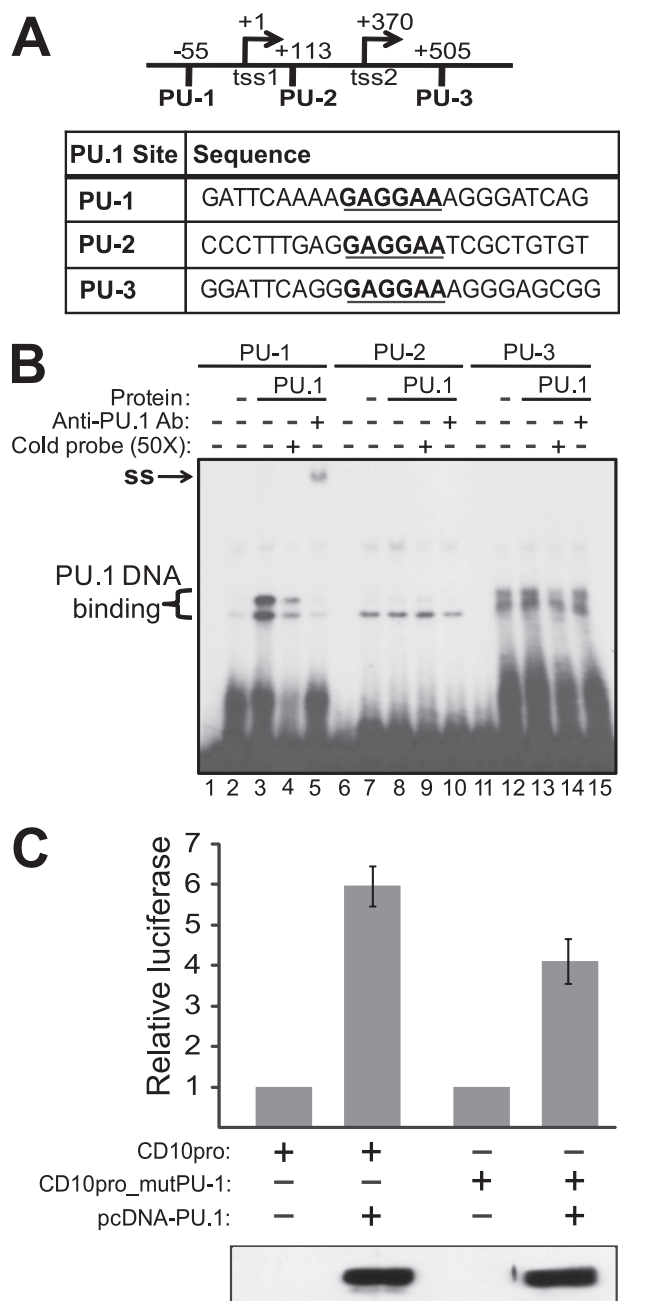 A
+1 +370
-55 +113 +505
tss1 tss2
PU-1 PU-2 PU-3
PU.1 Site Sequence
PU-1 GATTCAAAAGAGGAAAGGGATCAG
PU-2 CCCTTTGAGGAGGAATCGCTGTGT
PU-3 GGATTCAGGGAGGAAAGGGAGCGG
B
PU-1 PU-2 PU-3
Protein: – PU.1 – PU.1 – PU.1
Anti-PU.1 Ab: – – – – + – – – – + – – – – +
Cold probe (50X): – – – + – – – – + – – – – + –
ss
PU.1 DNA
binding
1 2 3 4 5 6 7 8 9 10 11 12 13 14 15
C
Relative luciferase
7
6
5
4
3
2
1
CD10pro: + + – –
CD10pro_mutPU-1: – – + +
pcDNA-PU.1: – + – +